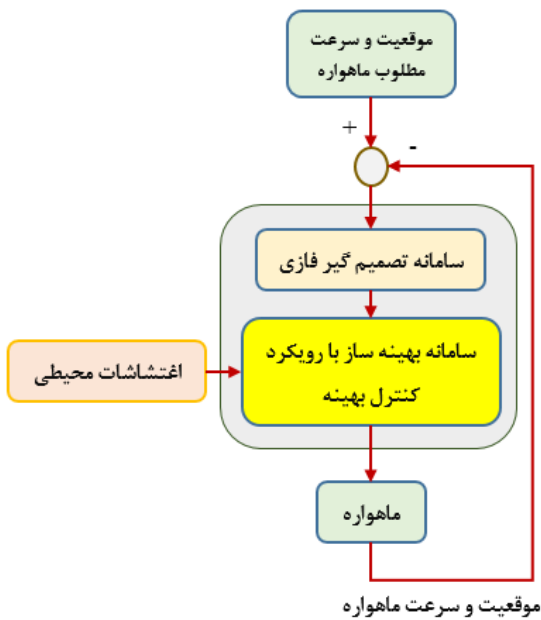 موقعیت و سرعت
مطلوب ماهواره
+
-
سامانه تصمیم گیر فازی
سامانه بهینه ساز با رویکرد
کنترل بهینه
اغتشاشات محیطی
ماهواره
موقعیت و سرعت ماهواره